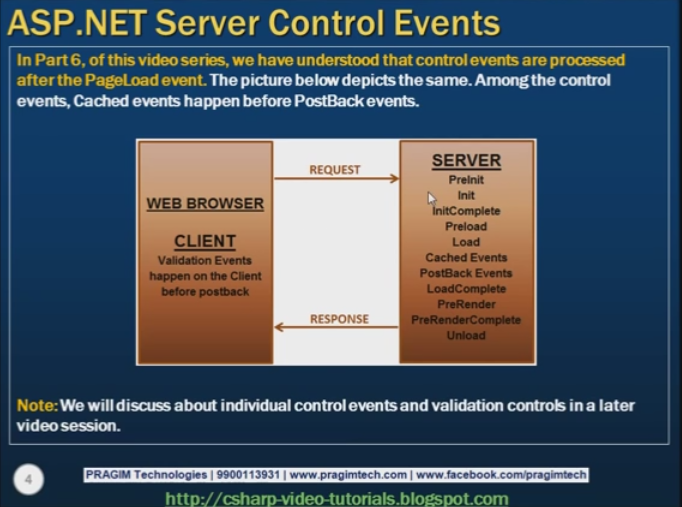 ASP.NET Server Control Events
In Part 6, of this video series, we have understood that control events are processed
after the PageLoad event. The picture below depicts the same. Among the control
events, Cached events happen before PostBack events.
WEB BROWSER
CLIENT
Validation Events
happen on the Client
before postback
REQUEST
RESPONSE
SERVER
PreInit
Init
InitComplete
Preload
Load
Cached Events
PostBack Events
LoadComplete
PreRender
PreRenderComplete
Unload
Note: We will discuss about individual control events and validation controls in a later
video session.
4
PRAGIM Technologies | 9900113931 | www.pragimtech.com | www.facebook.com/pragimtech
http://csharp-video-tutorials.blogspot.com